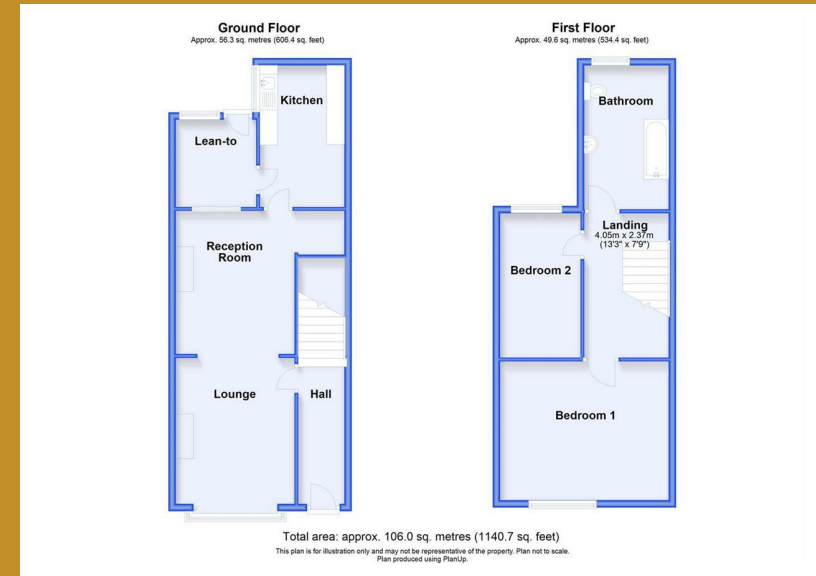 Ground Floor
Approx. 56.3 sq. metres (606.4 sq. feet)
Kitchen
Lean-to
Reception
Room
Lounge
Hall
First Floor
Approx. 49.6 sq. metres (534.4 sq. feet)
Bathroom
Landing
4.05m x 2.37m
(13'3" x 7'9")
Bedroom 2
Bedroom 1
Total area: approx. 106.0 sq. metres (1140.7 sq. feet)
This plan is for illustration only and may not be representative of the property. Plan not to scale.
Plan produced using PlanUp.